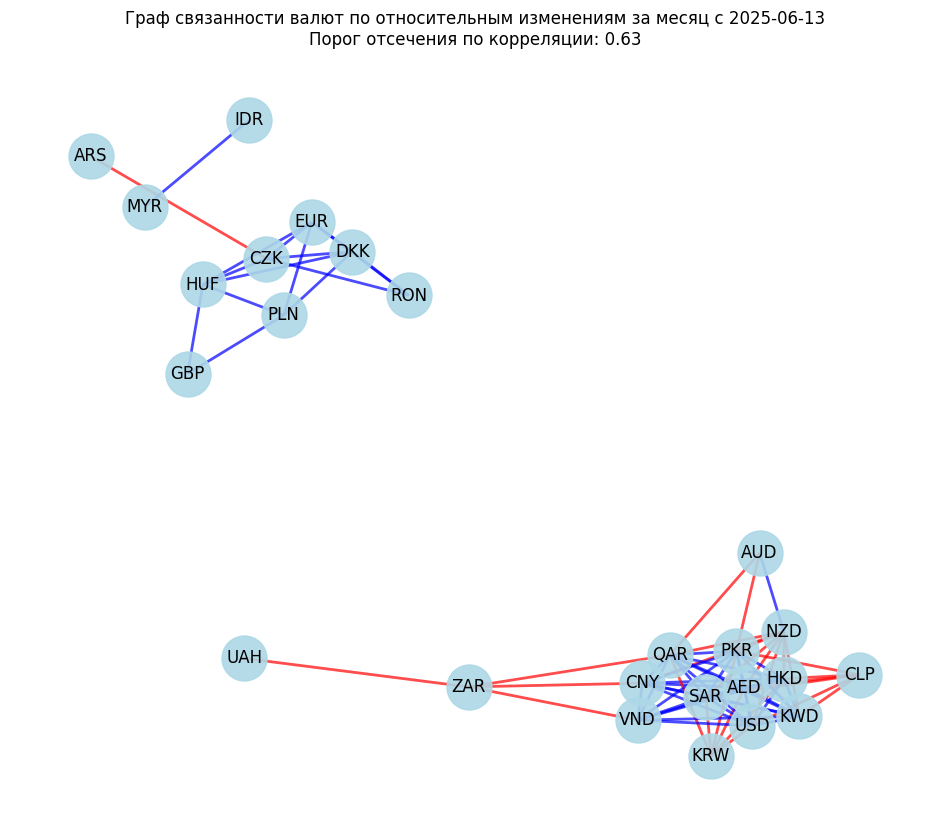 Граф связанности валют по относительным изменениям за месяц с 2025-06-13
Порог отсечения по корреляции: 0.63
IDR
ARS
MYR
EUR
DKK
CZK
HUF
RON
PLN
GBP
AUD
NZD
PKR
QAR
UAH
CLP
HKD
CNY
ZAR
AED
SAR
KWD
VND
USD
KRW